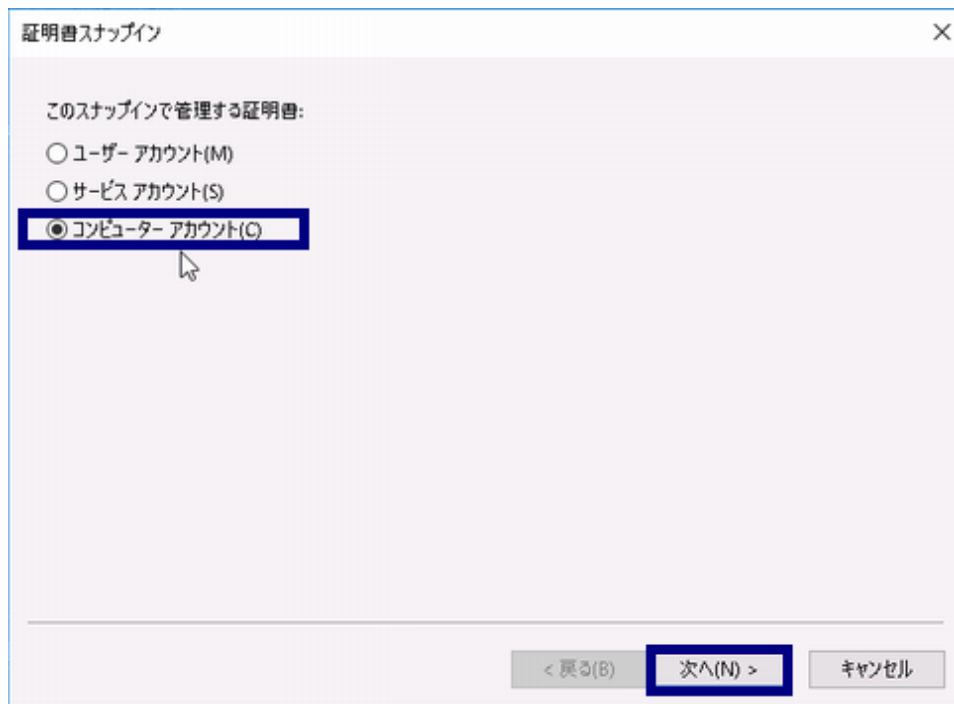 証明書スナップイン
このスナップインで管理する証明書:
ユーザー アカウント(M)
サービス アカウント(S)
コンピューター アカウント(C)
< 戻る(B) 次へ(N) > キャンセル